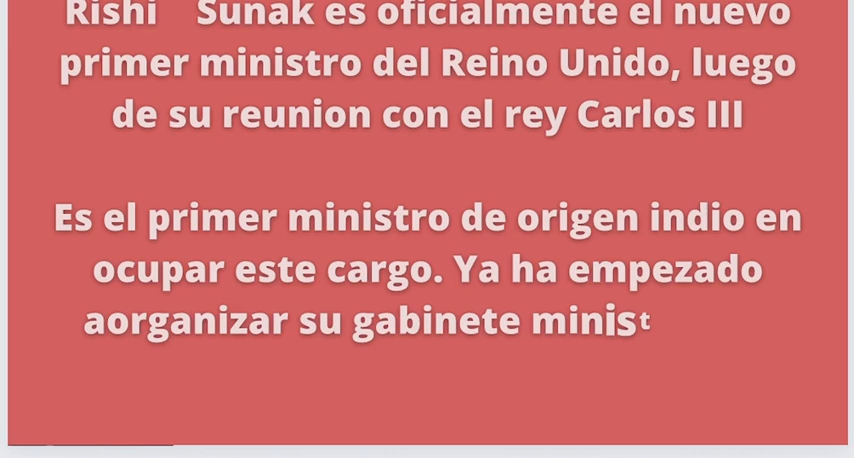 Rishi Sunak es oficialmente el nuevo
primer ministro del Reino Unido, luego
de su reunion con el rey Carlos III
Es el primer ministro de origen indio en
ocupar este cargo. Ya ha empezado
aorganizar su gabinete minist